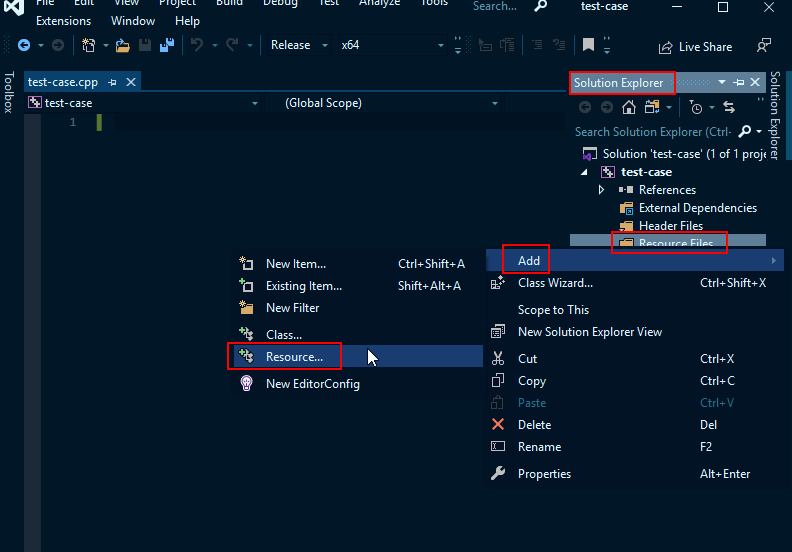 Edit View Project Build Debug Test Analyze Tools Search... test-case
Extensions Window Help
Release x64 Live Share
Toolbox
test-case.cpp
test-case (Global Scope)
1
Solution Explorer
Search Solution Explorer (Ctrl-
Solution 'test-case' (1 of 1 proje
test-case
References
External Dependencies
Header Files
Resource Files
Solution Explorer
Add
Class Wizard... Ctrl+Shift+X
Scope to This
New Solution Explorer View
Cut Ctrl+X
Copy Ctrl+C
Paste Ctrl+V
Delete Del
Rename F2
Properties Alt+Enter
New Item... Ctrl+Shift+A
Existing Item... Shift+Alt+A
New Filter
Class...
Resource...
New EditorConfig